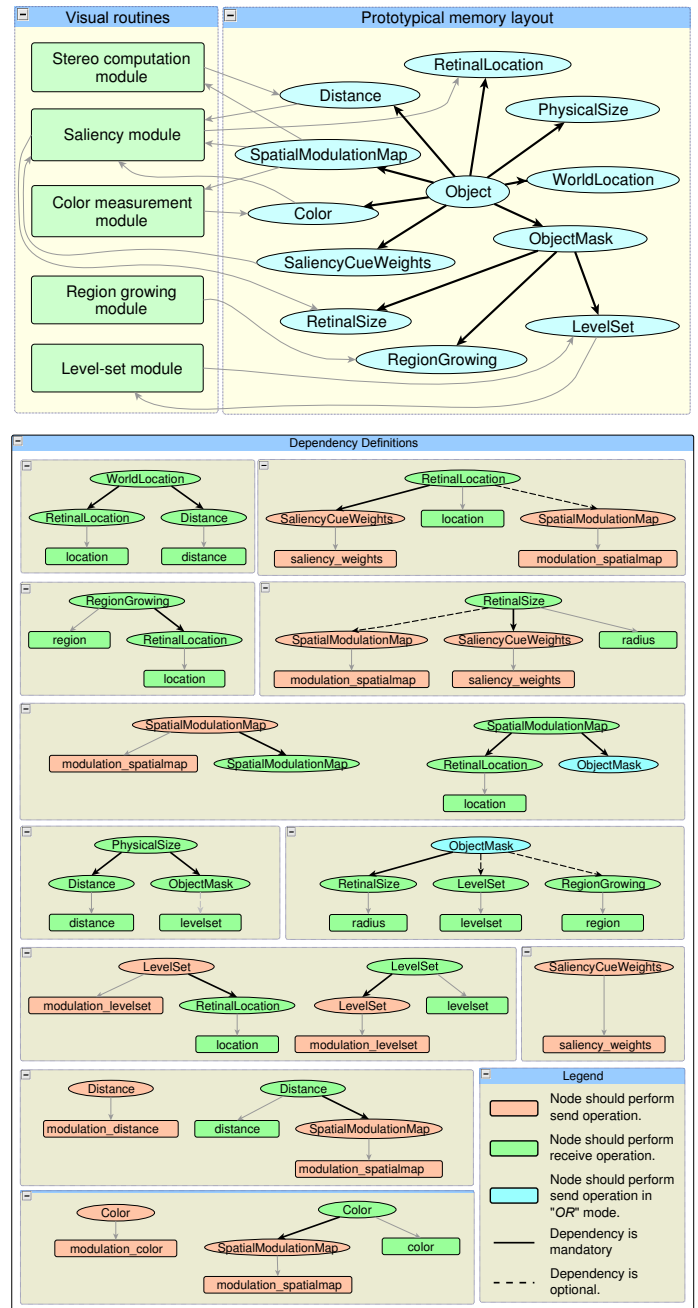 Visual routines
Prototypical memory layout
Stereo computation
module
Saliency module
Color measurement
module
Region growing
module
Level-set module
RetinalLocation
Distance
PhysicalSize
SpatialModulationMap
WorldLocation
Object
Color
ObjectMask
SaliencyCueWeights
RetinalSize
LevelSet
RegionGrowing
Dependency Definitions
WorldLocation
RetinalLocation
Distance
location
distance
RetinalLocation
SaliencyCueWeights
location
SpatialModulationMap
saliency_weights
modulation_spatialmap
RegionGrowing
region
RetinalLocation
location
RetinalSize
SpatialModulationMap
SaliencyCueWeights
radius
modulation_spatialmap
saliency_weights
SpatialModulationMap
modulation_spatialmap
SpatialModulationMap
SpatialModulationMap
RetinalLocation
ObjectMask
location
PhysicalSize
Distance
ObjectMask
distance
levelset
ObjectMask
RetinalSize
LevelSet
RegionGrowing
radius
levelset
region
LevelSet
modulation_levelset
RetinalLocation
location
LevelSet
LevelSet
levelset
modulation_levelset
SaliencyCueWeights
saliency_weights
Distance
modulation_distance
Distance
distance
SpatialModulationMap
modulation_spatialmap
Color
modulation_color
Color
SpatialModulationMap
color
modulation_spatialmap
Legend
Node should perform
send operation.
Node should perform
receive operation.
Node should perform
send operation in
"OR" mode.
Dependency is
mandatory
Dependency is
optional.